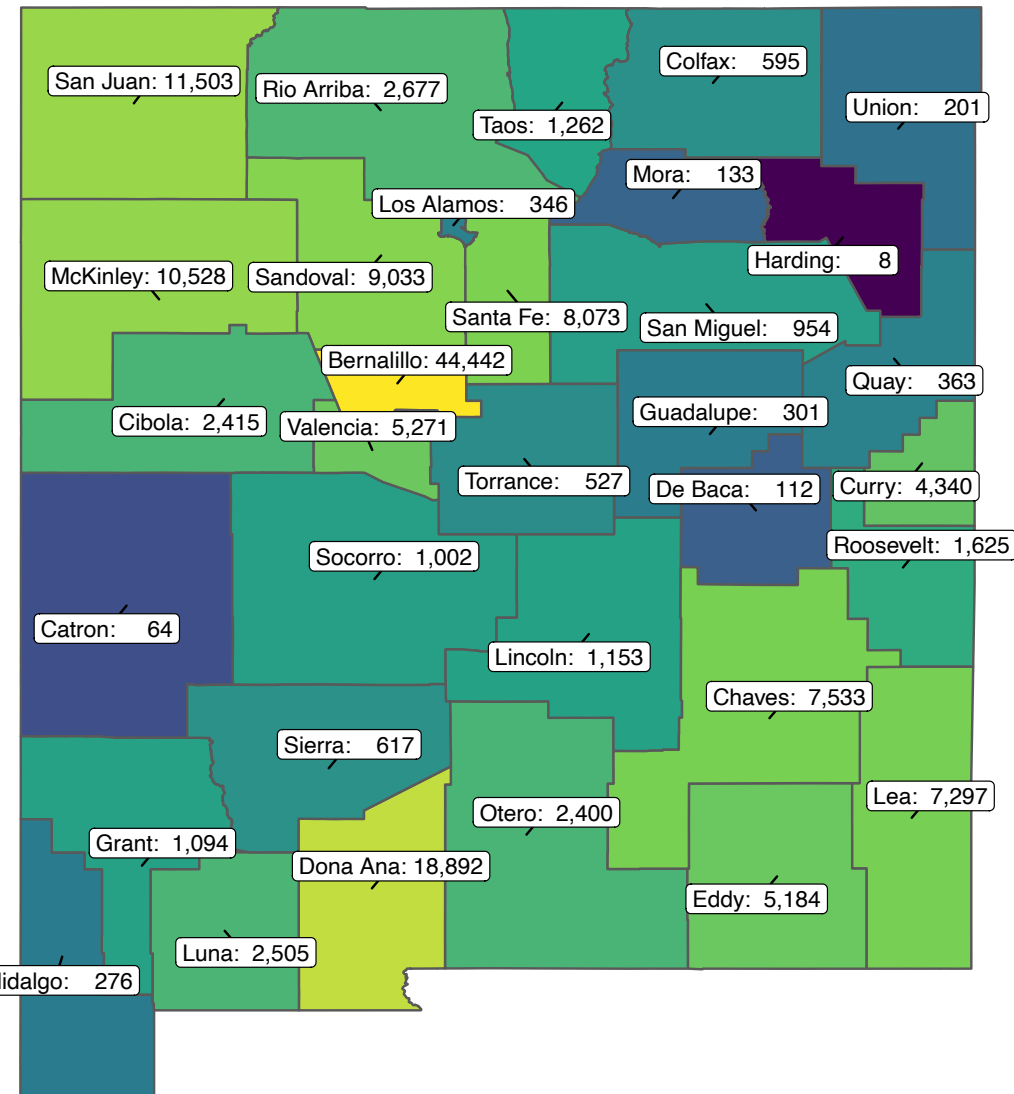 San Juan: 11,503
Rio Arriba: 2,677
Colfax: 595
Union: 201
Taos: 1,262
Mora: 133
Los Alamos: 346
McKinley: 10,528
Sandoval: 9,033
Harding: 8
Santa Fe: 8,073
San Miguel: 954
Bernalillo: 44,442
Quay: 363
Cibola: 2,415
Valencia: 5,271
Guadalupe: 301
Torrance: 527
De Baca: 112
Curry: 4,340
Socorro: 1,002
Roosevelt: 1,625
Catron: 64
Lincoln: 1,153
Chaves: 7,533
Sierra: 617
Otero: 2,400
Lea: 7,297
Grant: 1,094
Dona Ana: 18,892
Eddy: 5,184
Luna: 2,505
idalgo: 276